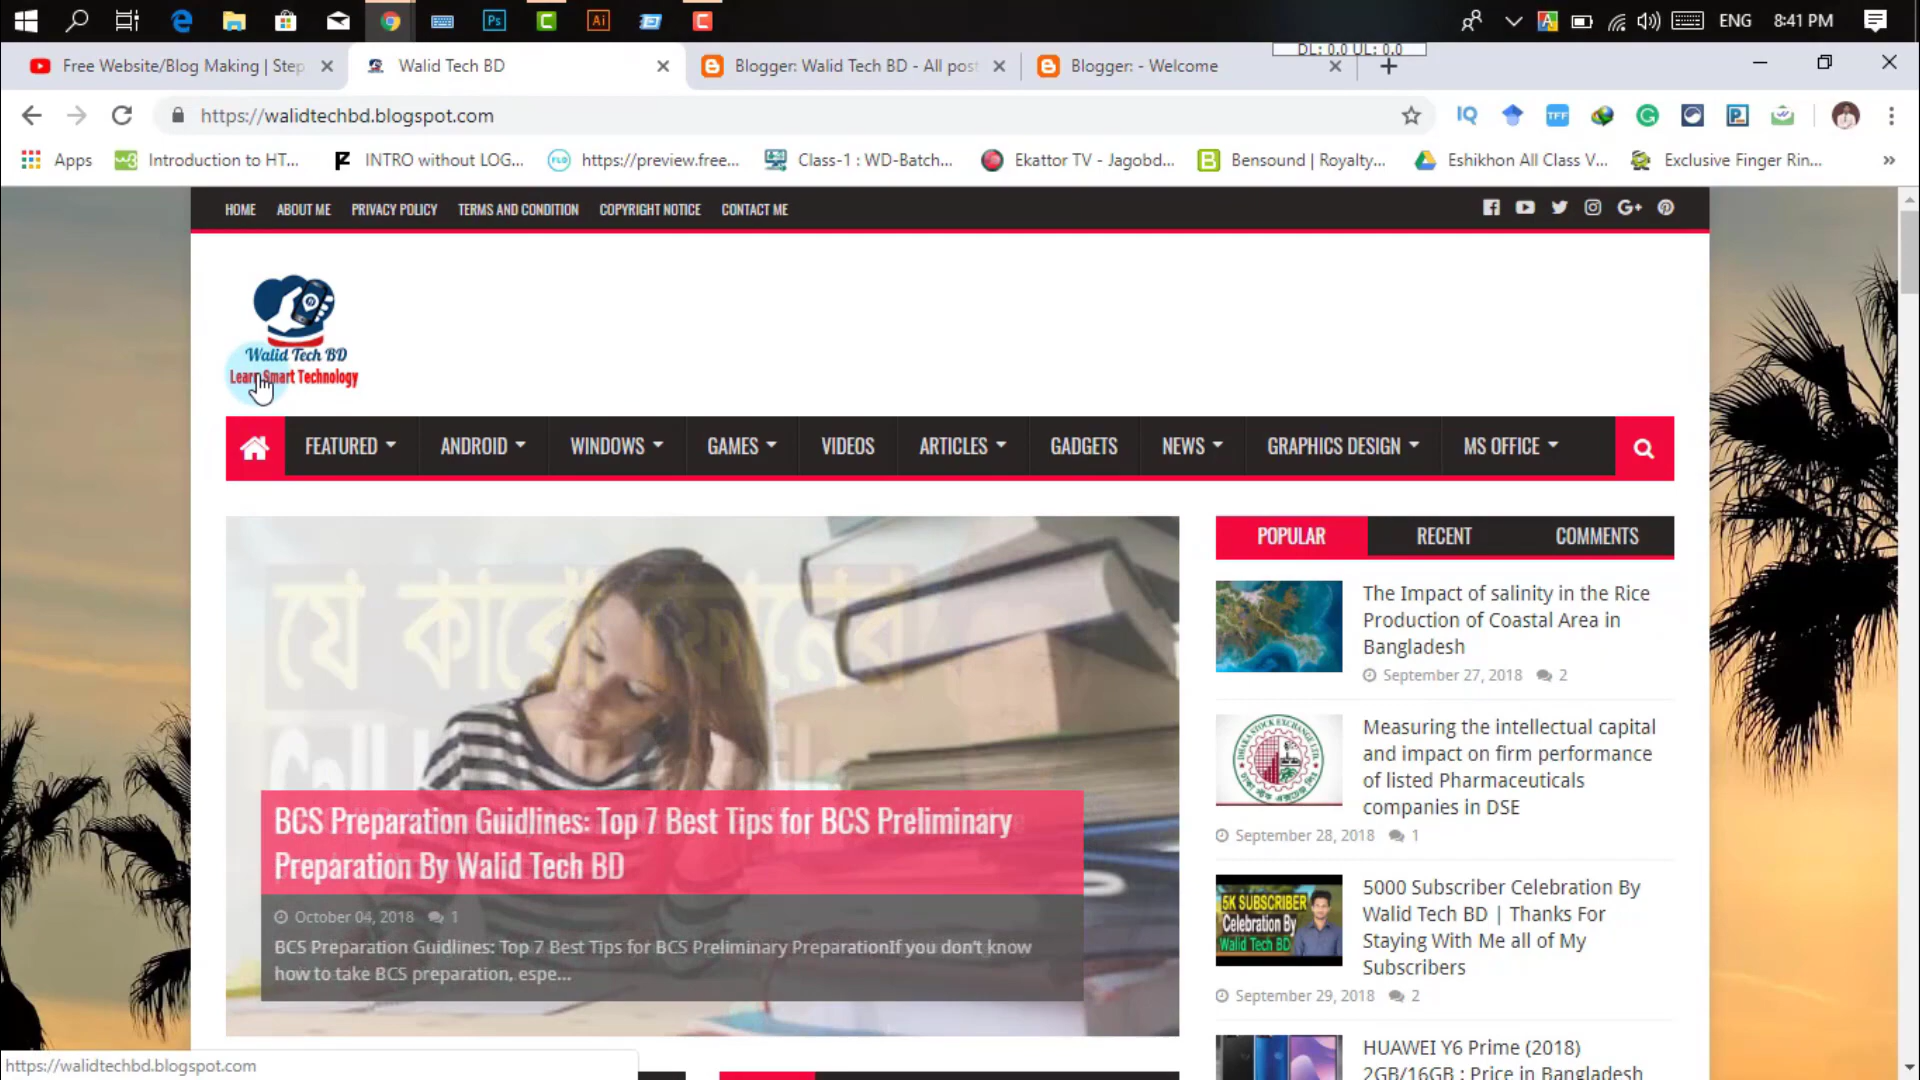 ENG
8:41 PM
Free Website/Blog Making | Step
Walid Tech BD
Blogger: Walid Tech BD - All post
Blogger: - Welcome
DL: 0.0 UL: 0.0
https://walidtechbd.blogspot.com
Apps
Introduction to HT...
INTRO without LOG...
https://preview.free...
Class-1 : WD-Batch...
Ekattor TV - Jagobd...
Bensound | Royalty...
Eshikhon All Class V...
Exclusive Finger Rin...
HOME
ABOUT ME
PRIVACY POLICY
TERMS AND CONDITION
COPYRIGHT NOTICE
CONTACT ME
Walid Tech BD
Learn Smart Technology
FEATURED
ANDROID
WINDOWS
GAMES
VIDEOS
ARTICLES
GADGETS
NEWS
GRAPHICS DESIGN
MS OFFICE
যে কারো ফোনের
BCS Preparation Guidlines: Top 7 Best Tips for BCS Preliminary
Preparation By Walid Tech BD
October 04, 2018
1
BCS Preparation Guidlines: Top 7 Best Tips for BCS Preliminary PreparationIf you don't know
how to take BCS preparation, espe...
POPULAR
RECENT
COMMENTS
The Impact of salinity in the Rice
Production of Coastal Area in
Bangladesh
September 27, 2018
2
Measuring the intellectual capital
and impact on firm performance
of listed Pharmaceuticals
companies in DSE
September 28, 2018
1
5K SUBSCRIBER
Celebration By
Walid Tech BD
5000 Subscriber Celebration By
Walid Tech BD | Thanks For
Staying With Me all of My
Subscribers
September 29, 2018
2
HUAWEI Y6 Prime (2018)
2GB/16GB : Price in Bangladesh
https://walidtechbd.blogspot.com